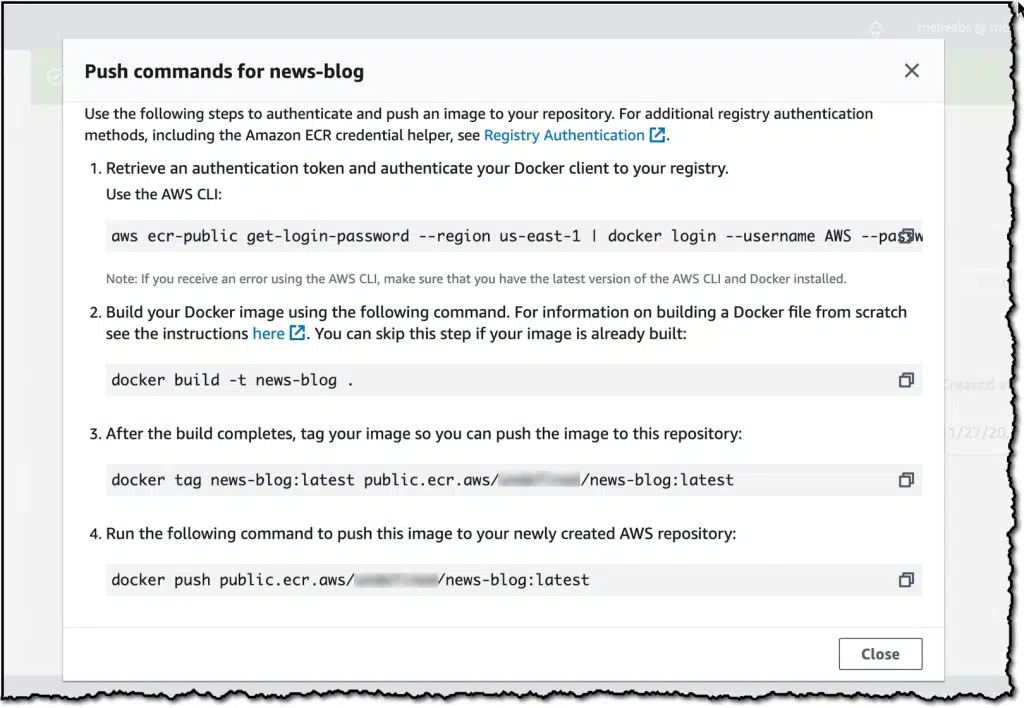 Push commands for news-blog
Use the following steps to authenticate and push an image to your repository. For additional registry authentication
methods, including the Amazon ECR credential helper, see Registry Authentication.
1. Retrieve an authentication token and authenticate your Docker client to your registry.
Use the AWS CLI:
aws ecr-public get-login-password --region us-east-1 | docker login --username AWS --passw
Note: If you receive an error using the AWS CLI, make sure that you have the latest version of the AWS CLI and Docker installed.
2. Build your Docker image using the following command. For information on building a Docker file from scratch
see the instructions here. You can skip this step if your image is already built:
docker build -t news-blog .
3. After the build completes, tag your image so you can push the image to this repository:
docker tag news-blog:latest public.ecr.aws/ /news-blog:latest
4. Run the following command to push this image to your newly created AWS repository:
docker push public.ecr.aws/ /news-blog:latest
Close
Created a
1/27/20